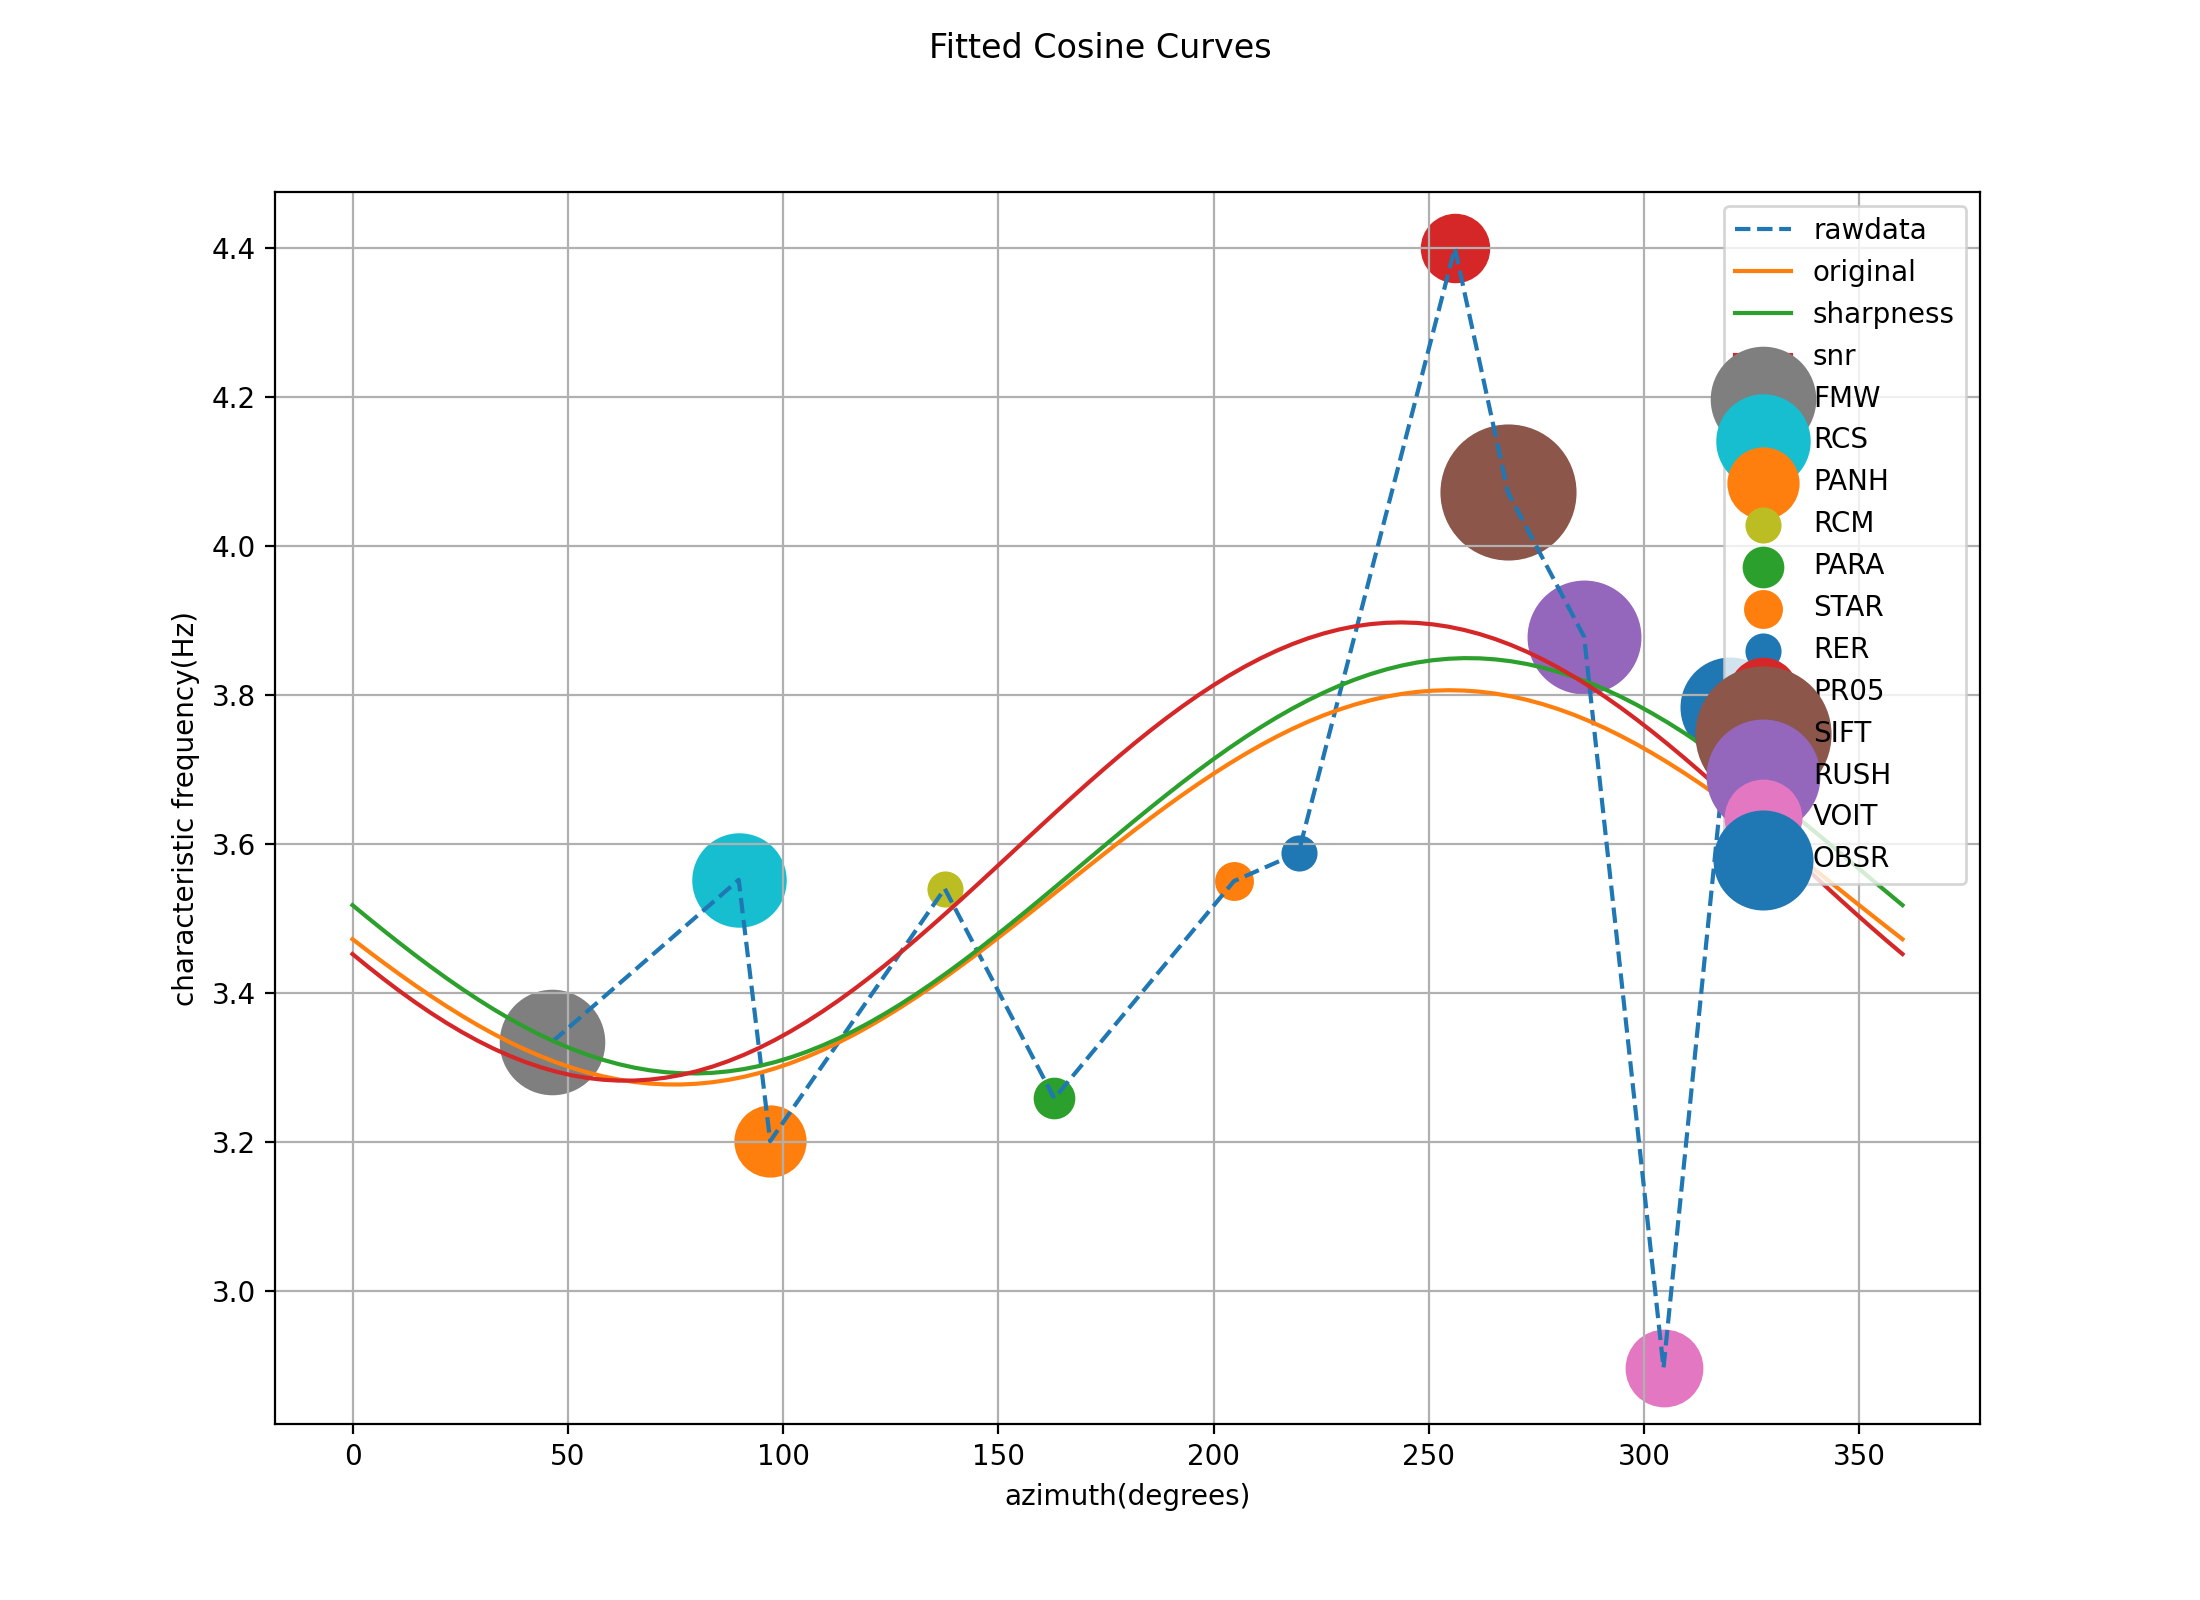 Fitted Cosine Curves
4.4
4.2
4.0
3.8
3.6
3.4
3.2
3.0
characteristic frequency(Hz)
0 50 100 150 200 250 300 350
azimuth(degrees)
rawdata
original
sharpness
snr
FMW
RCS
PANH
RCM
PARA
STAR
RER
PR05
SIFT
RUSH
VOIT
OBSR